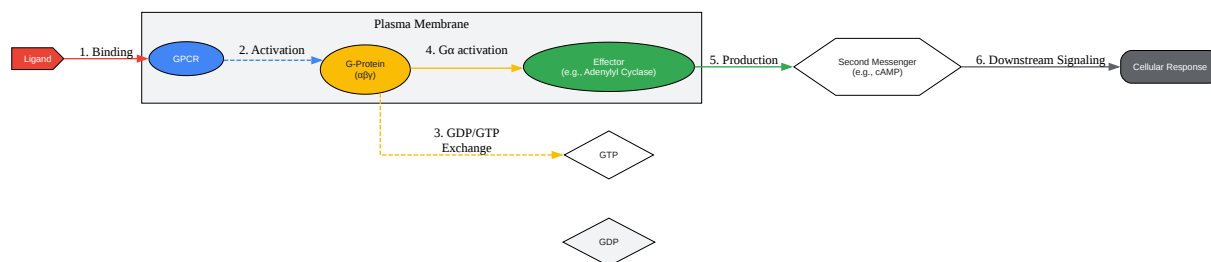 Plasma Membrane
Ligand
1. Binding
GPCR
2. Activation
G-Protein
(αβγ)
4. Gα activation
Effector
(e.g., Adenylyl Cyclase)
5. Production
Second Messenger
(e.g., cAMP)
6. Downstream Signaling
Cellular Response
3. GDP/GTP
Exchange
GTP
GDP